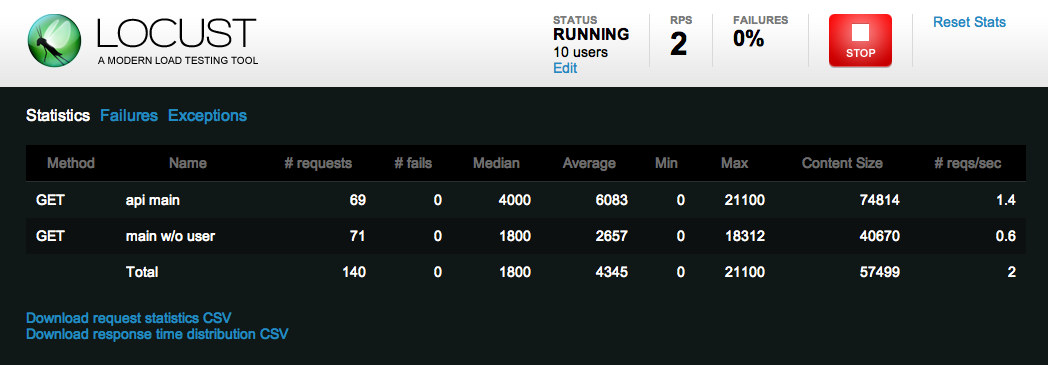 LOCUST
A MODERN LOAD TESTING TOOL
STATUS
RUNNING
10 users
Edit
RPS
2
FAILURES
0%
STOP
Reset Stats
Statistics Failures Exceptions
Method Name # requests # fails Median Average Min Max Content Size # reqs/sec
GET api main 69 0 4000 6083 0 21100 74814 1.4
GET main w/o user 71 0 1800 2657 0 18312 40670 0.6
Total 140 0 1800 4345 0 21100 57499 2
Download request statistics CSV
Download response time distribution CSV